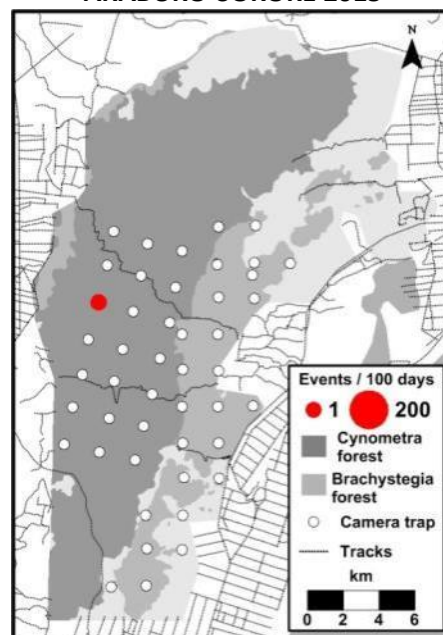 N
Events / 100 days
1 200
Cynometra
forest
Brachystegia
forest
Camera trap
Tracks
km
0 2 4 6